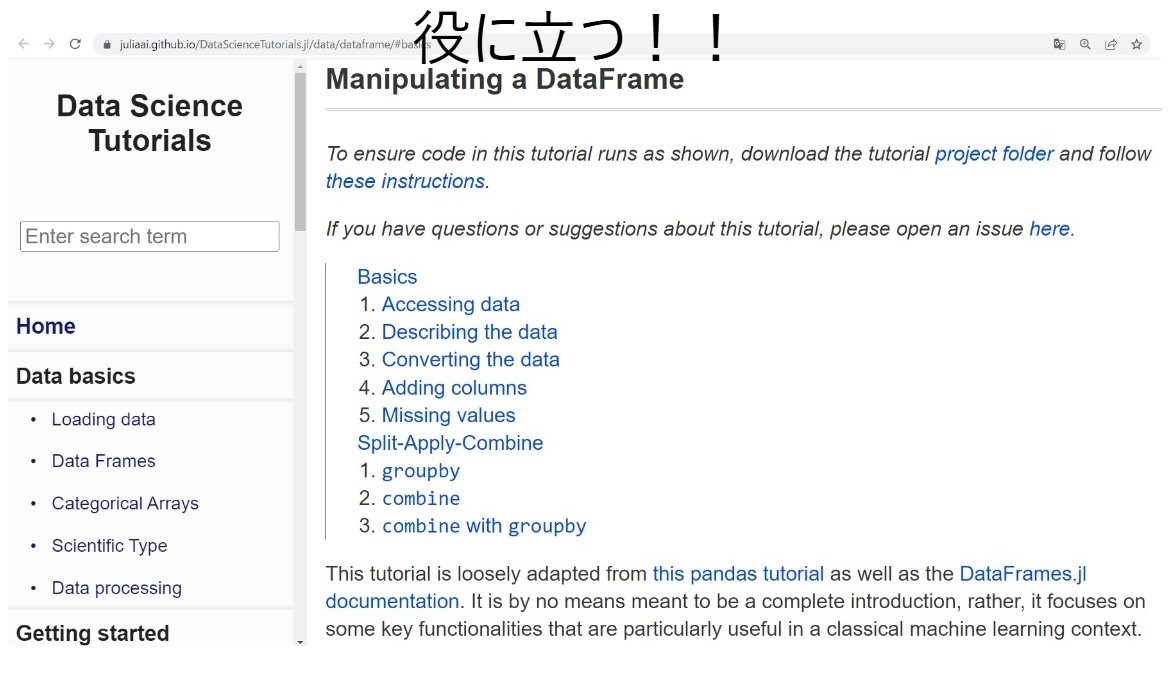 役に立つ！！
juliaai.github.io/DataScienceTutorials.jl/data/dataframe/#basics
Data Science
Tutorials
Enter search term
Home
Data basics
• Loading data
• Data Frames
• Categorical Arrays
• Scientific Type
• Data processing
Getting started
Manipulating a DataFrame
To ensure code in this tutorial runs as shown, download the tutorial project folder and follow
these instructions.
If you have questions or suggestions about this tutorial, please open an issue here.
Basics
1. Accessing data
2. Describing the data
3. Converting the data
4. Adding columns
5. Missing values
Split-Apply-Combine
1. groupby
2. combine
3. combine with groupby
This tutorial is loosely adapted from this pandas tutorial as well as the DataFrames.jl
documentation. It is by no means meant to be a complete introduction, rather, it focuses on
some key functionalities that are particularly useful in a classical machine learning context.